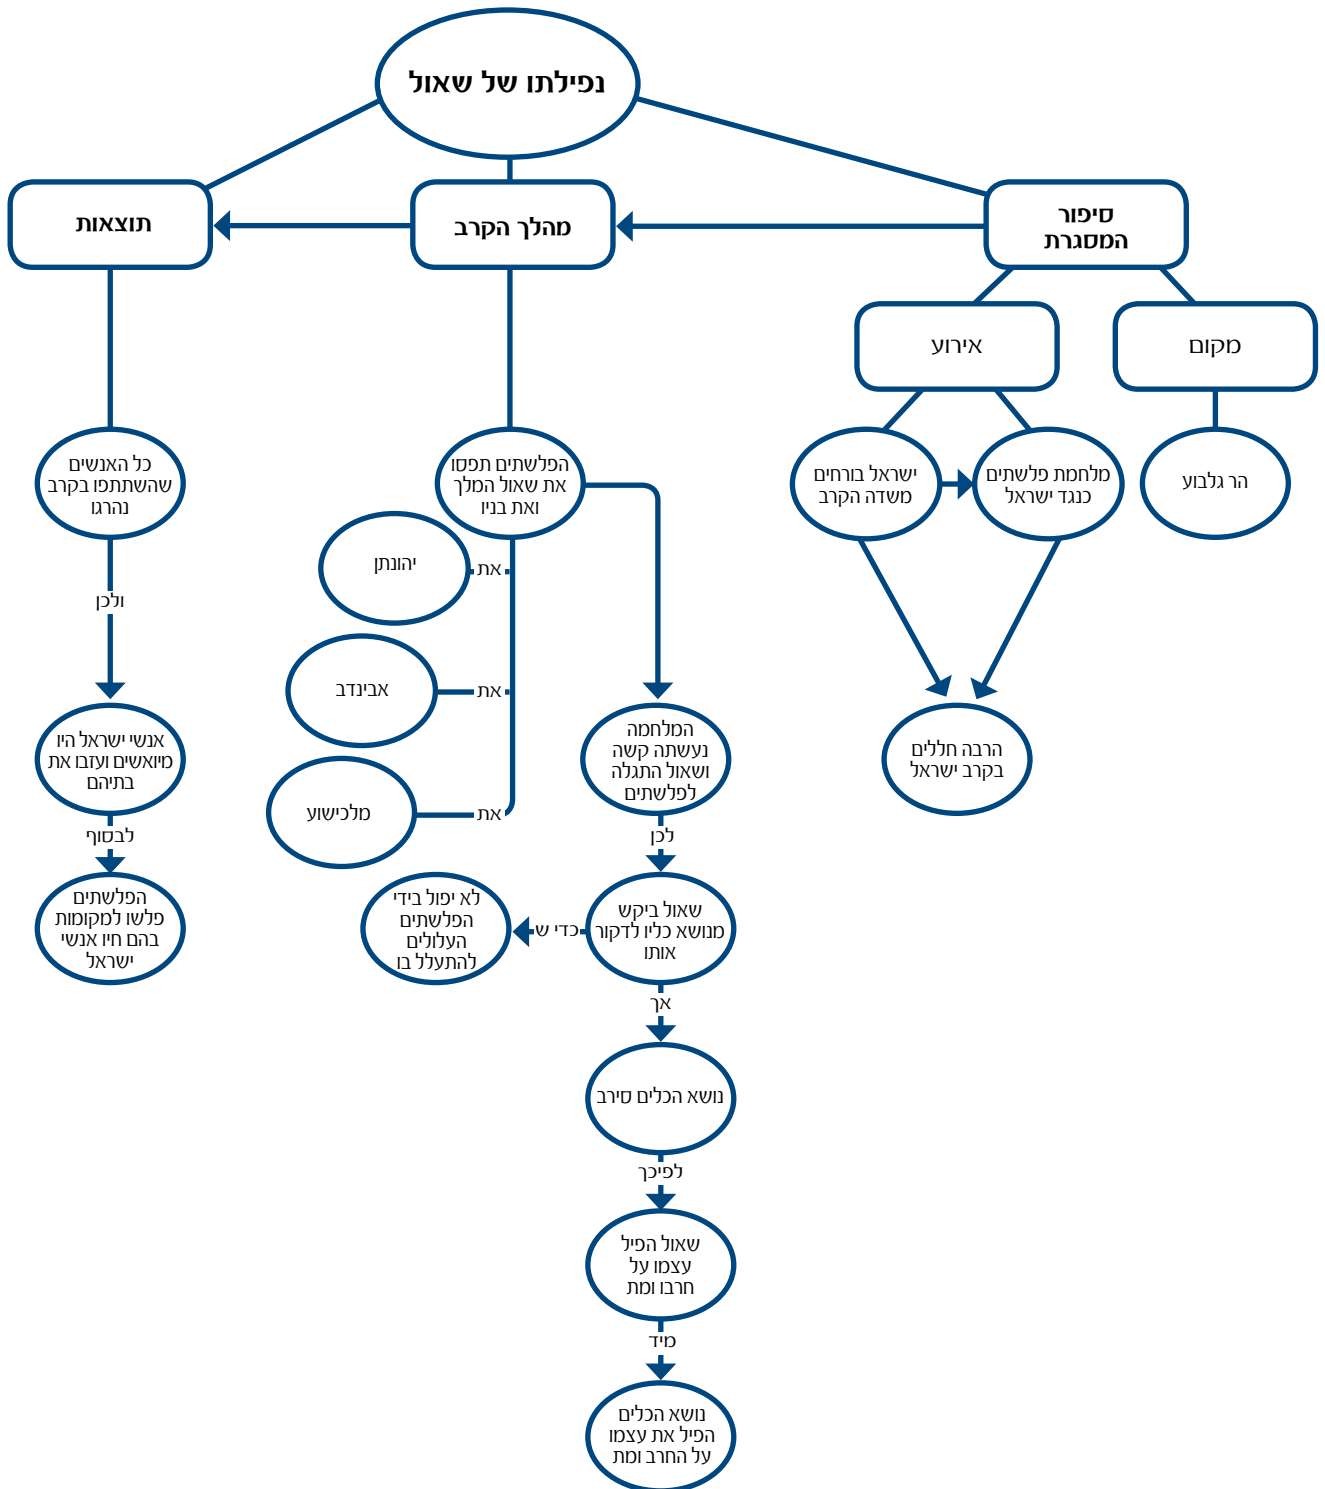 נפילתו של שאול
סיפור
המסגרת
מהלך הקרב
תוצאות
מקום
אירוע
הר גלבוע
מלחמת פלשתים
כנגד ישראל
ישראל בורחים
משדה הקרב
הרבה חללים
בקרב ישראל
הפלשתים תפסו
את שאול המלך
ואת בניו
את
יהונתן
את
אבינדב
את
מלכישוע
המלחמה
נעשתה קשה
ושאול התגלה
לפלשתים
לכן
שאול ביקש
מנושא כליו לדקור
אותו
כדי ש
לא יפול בידי
הפלשתים
העלולים
להתעלל בו
אך
נושא הכלים סירב
לפיכך
שאול הפיל
עצמו על
חרבו ומת
מיד
נושא הכלים
הפיל את עצמו
על החרב ומת
כל האנשים
שהשתתפו בקרב
נהרגו
ולכן
אנשי ישראל היו
מיואשים ועזבו את
בתיהם
לבסוף
הפלשתים
פלשו למקומות
בהם חיו אנשי
ישראל